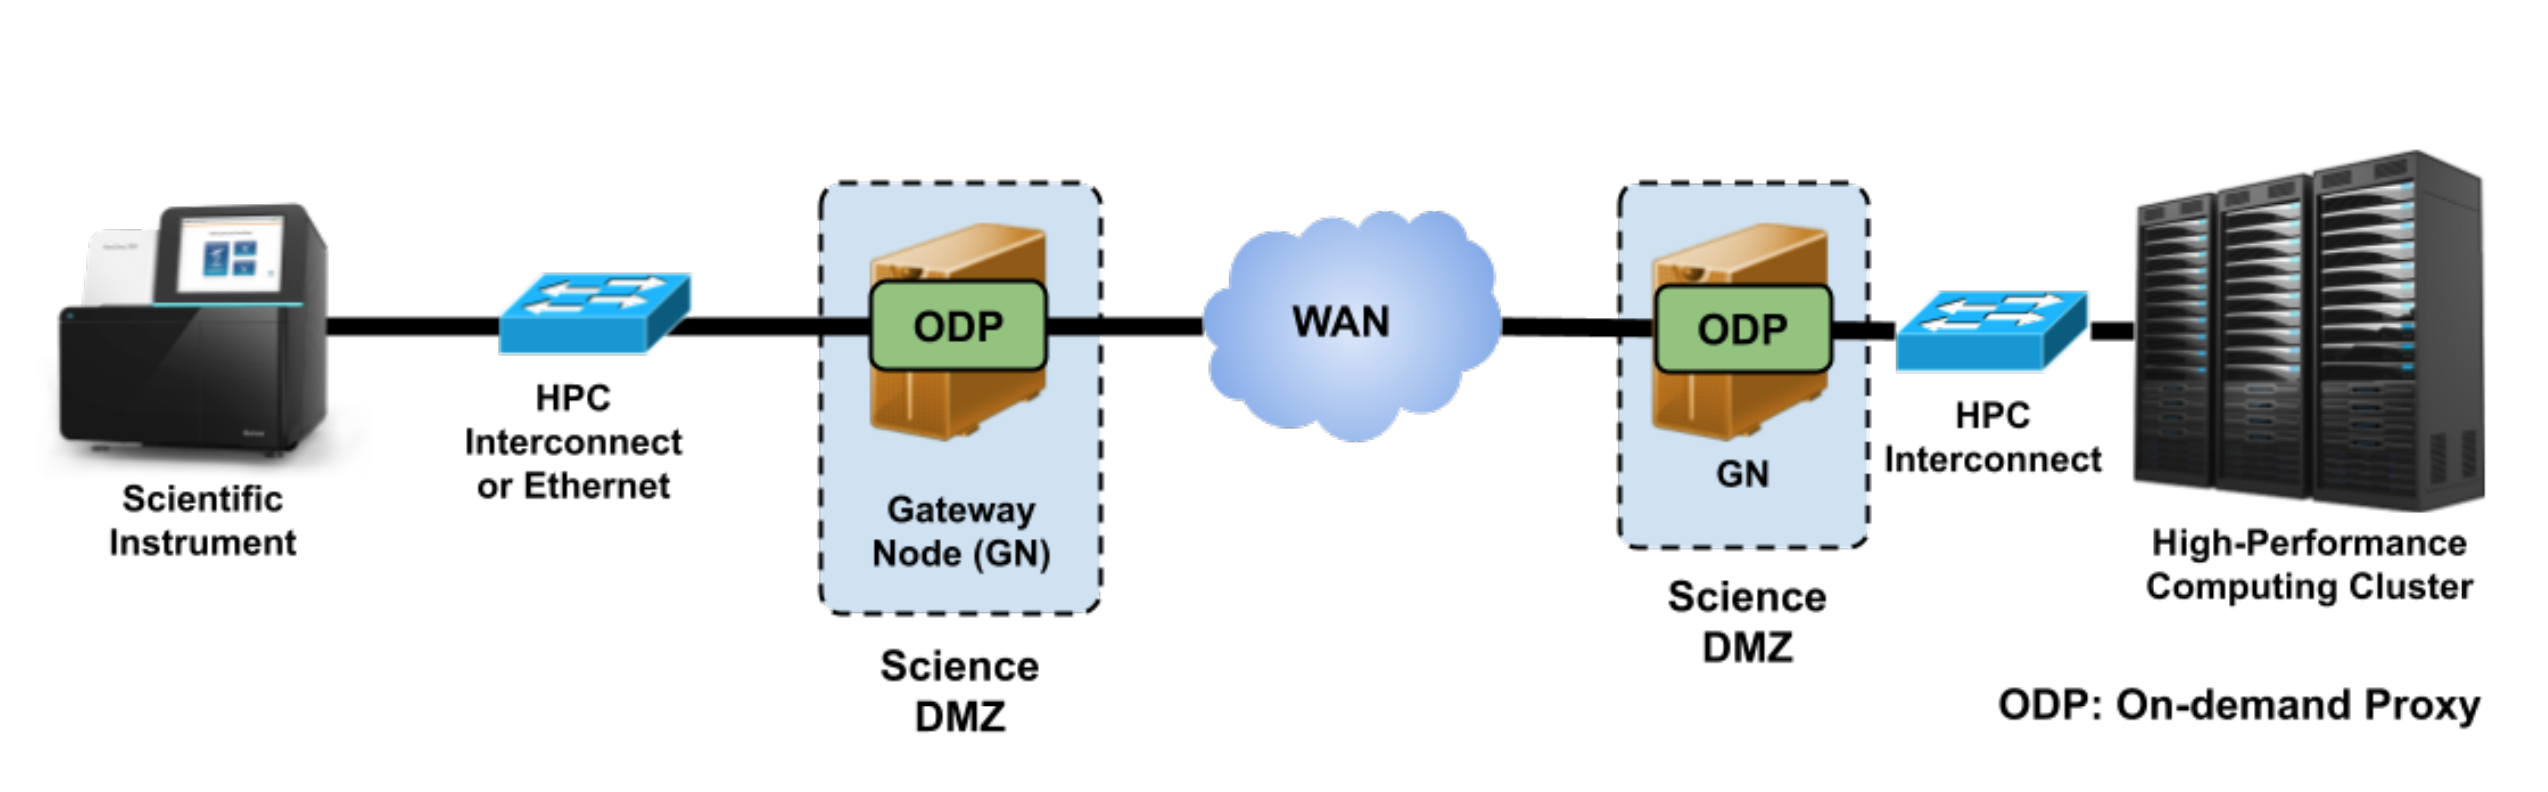 Scientific
Instrument
HPC
Interconnect
or Ethernet
ODP
Gateway
Node (GN)
Science
DMZ
WAN
ODP
GN
Science
DMZ
HPC
Interconnect
High-Performance
Computing Cluster
ODP: On-demand Proxy